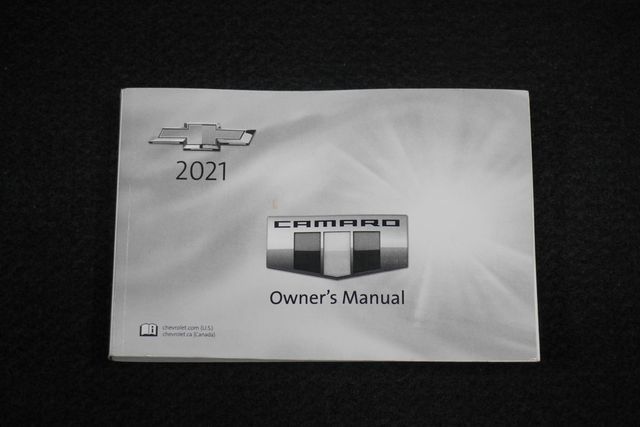 2021
CAMARO
Owner's Manual
chevrolet.com (U.S.)
chevrolet.ca (Canada)